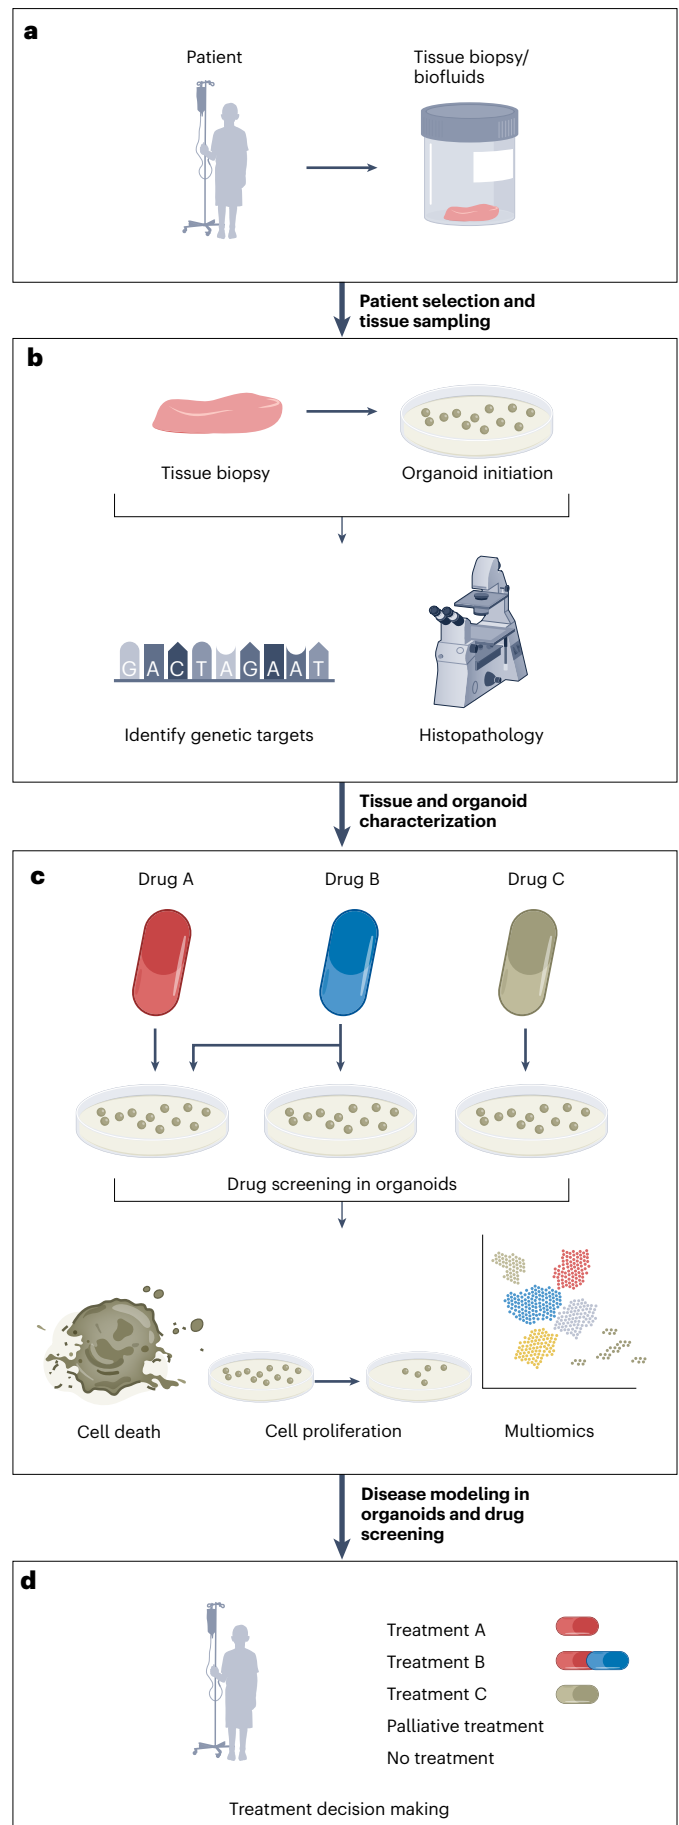 a
Patient
Tissue biopsy/
biofluids
Patient selection and
tissue sampling
b
Tissue biopsy
Organoid initiation
G A C T A G A A T
Identify genetic targets
Histopathology
Tissue and organoid
characterization
c
Drug A
Drug B
Drug C
Drug screening in organoids
Cell death
Cell proliferation
Multiomics
Disease modeling in
organoids and drug
screening
d
Treatment A
Treatment B
Treatment C
Palliative treatment
No treatment
Treatment decision making